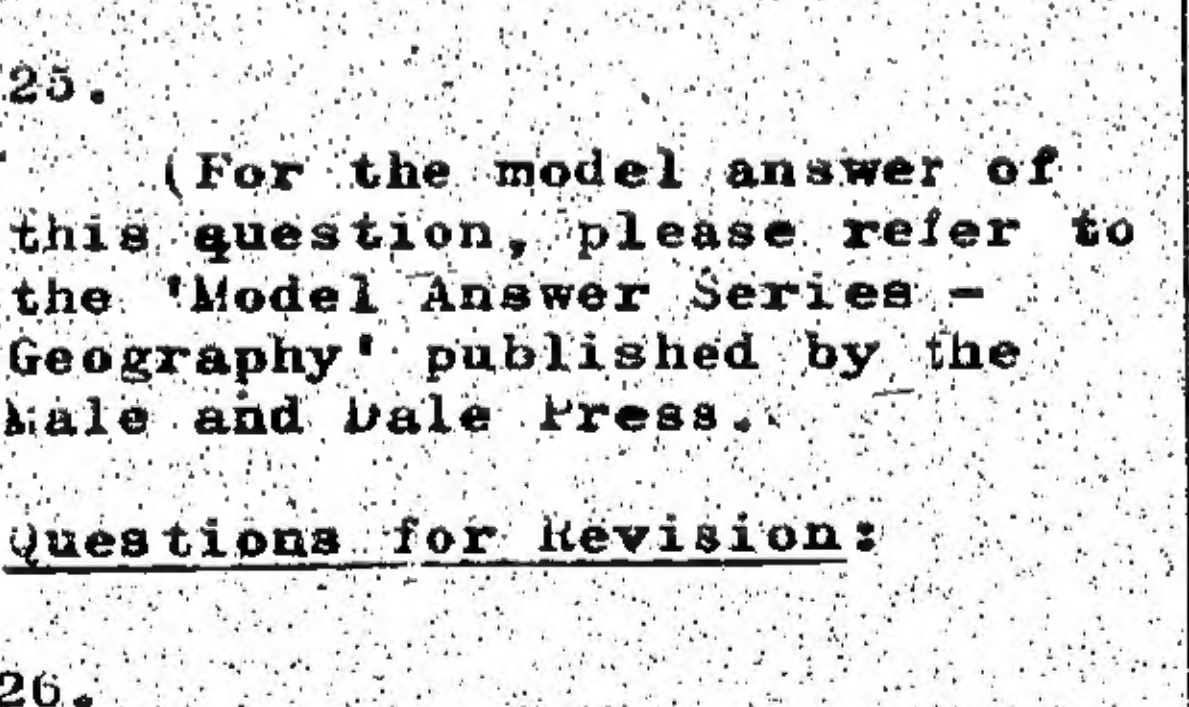 25.
(For the model answer of
this question, please refer to
the 'Model Answer Series -
Geography' published by the
and Dale Press.
Questions for Revision:
26.